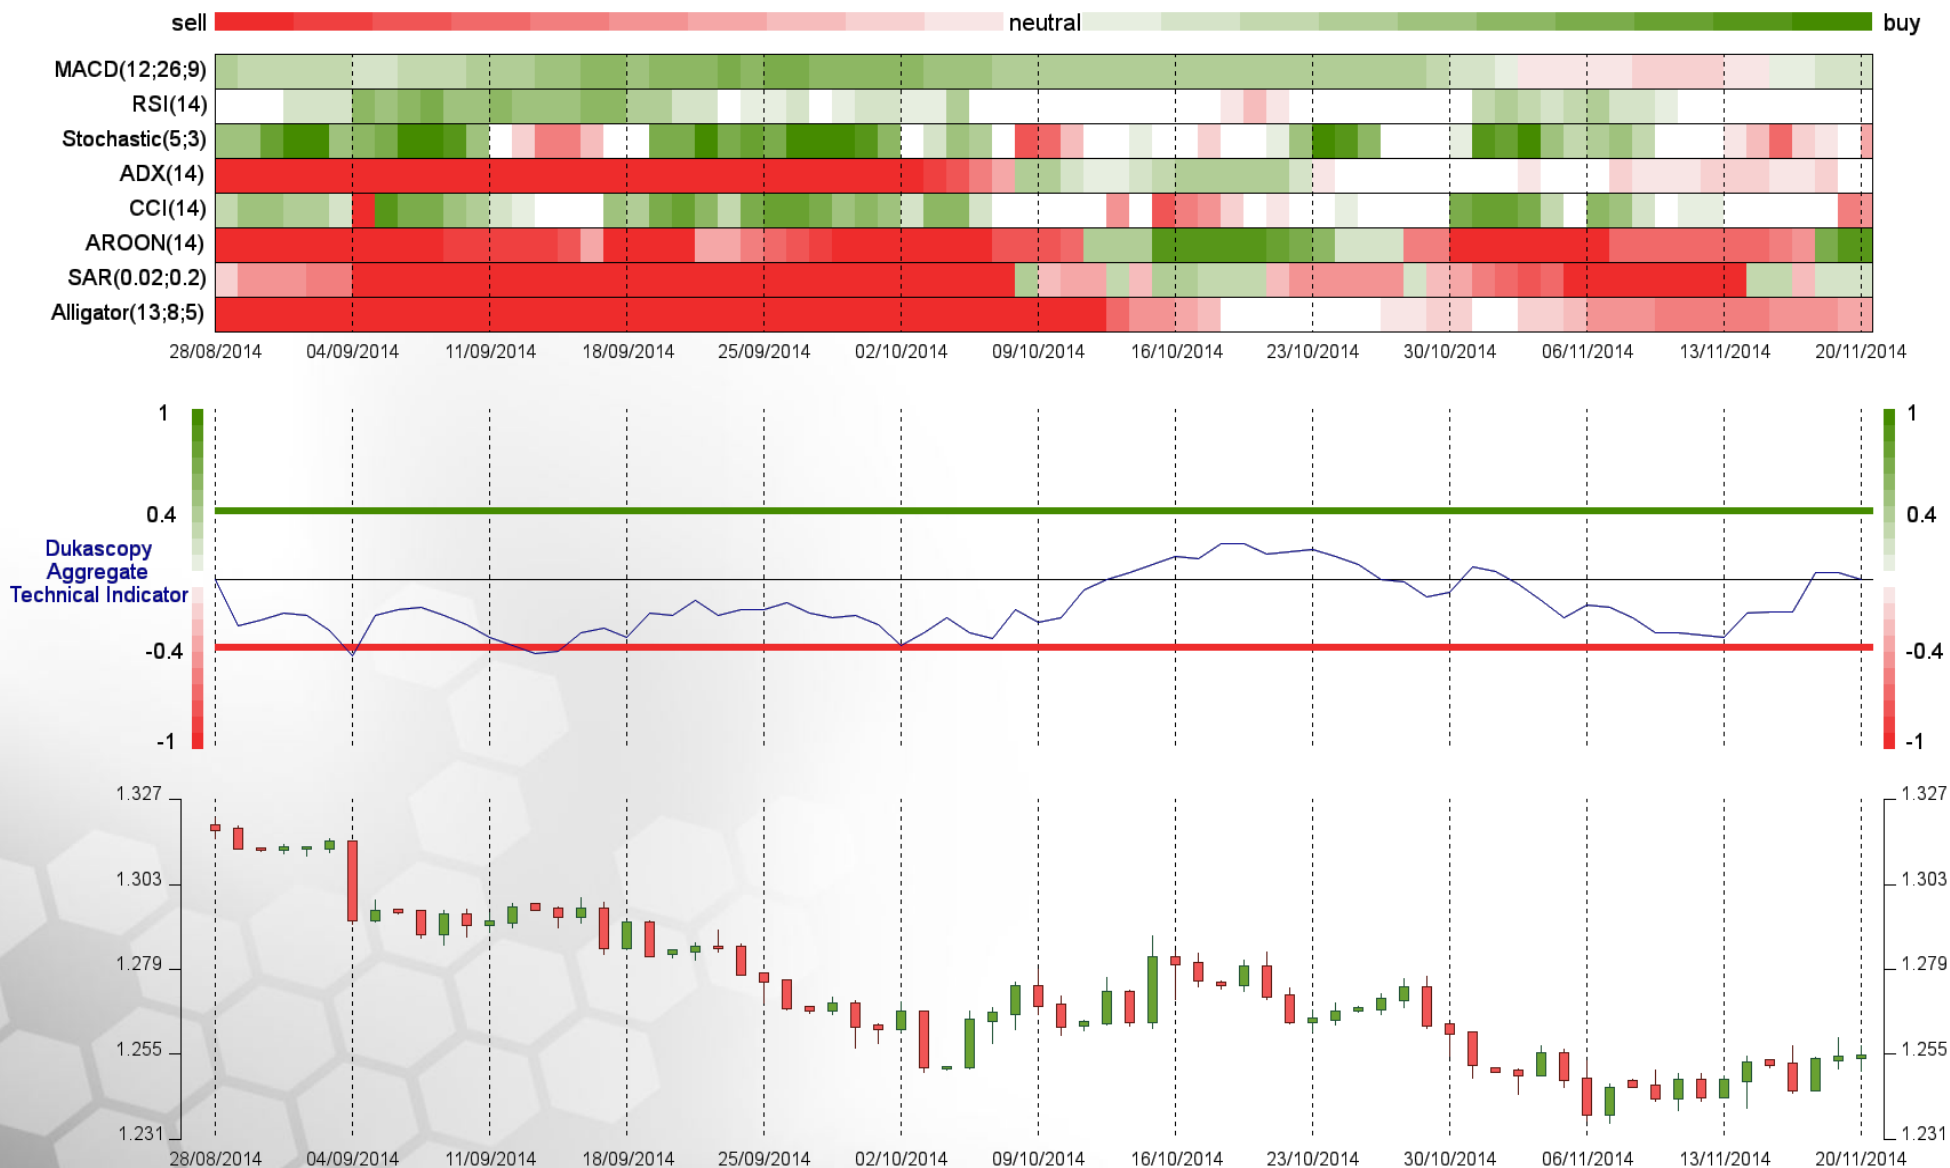 sell neutral buy
MACD(12;26;9)
RSI(14)
Stochastic(5;3)
ADX(14)
CCI(14)
AROON(14)
SAR(0.02;0.2)
Alligator(13;8;5)
28/08/2014 04/09/2014 11/09/2014 18/09/2014 25/09/2014 02/10/2014 09/10/2014 16/10/2014 23/10/2014 30/10/2014 06/11/2014 13/11/2014 20/11/2014
1 1
0.4 0.4
Dukascopy
Aggregate
Technical Indicator
-0.4 -0.4
-1 -1
1.327 1.327
1.303 1.303
1.279 1.279
1.255 1.255
1.231 1.231
28/08/2014 04/09/2014 11/09/2014 18/09/2014 25/09/2014 02/10/2014 09/10/2014 16/10/2014 23/10/2014 30/10/2014 06/11/2014 13/11/2014 20/11/2014